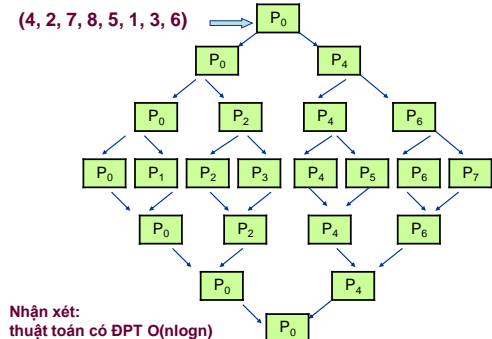 (4, 2, 7, 8, 5, 1, 3, 6) P₀
P₀ P₄
P₀ P₂ P₄ P₆
P₀ P₁ P₂ P₃ P₄ P₅ P₆ P₇
P₀ P₂ P₄ P₆
P₀ P₄
Nhận xét:
thuật toán có ĐPT O(nlogn) P₀